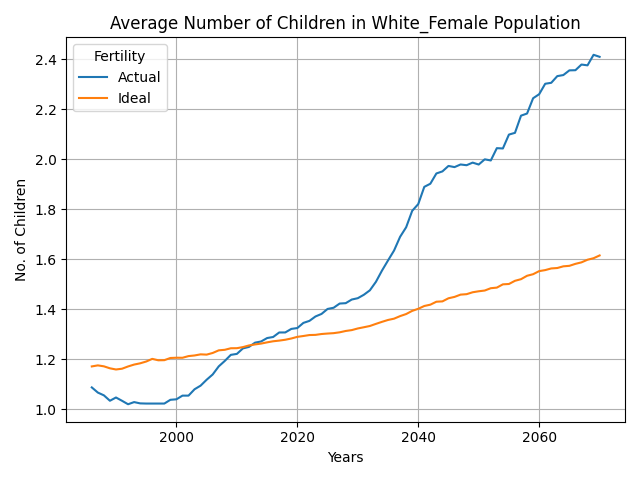 Average Number of Children in White_Female Population
Fertility
Actual
Ideal
No. of Children
2.4
2.2
2.0
1.8
1.6
1.4
1.2
1.0
2000 2020 2040 2060
Years